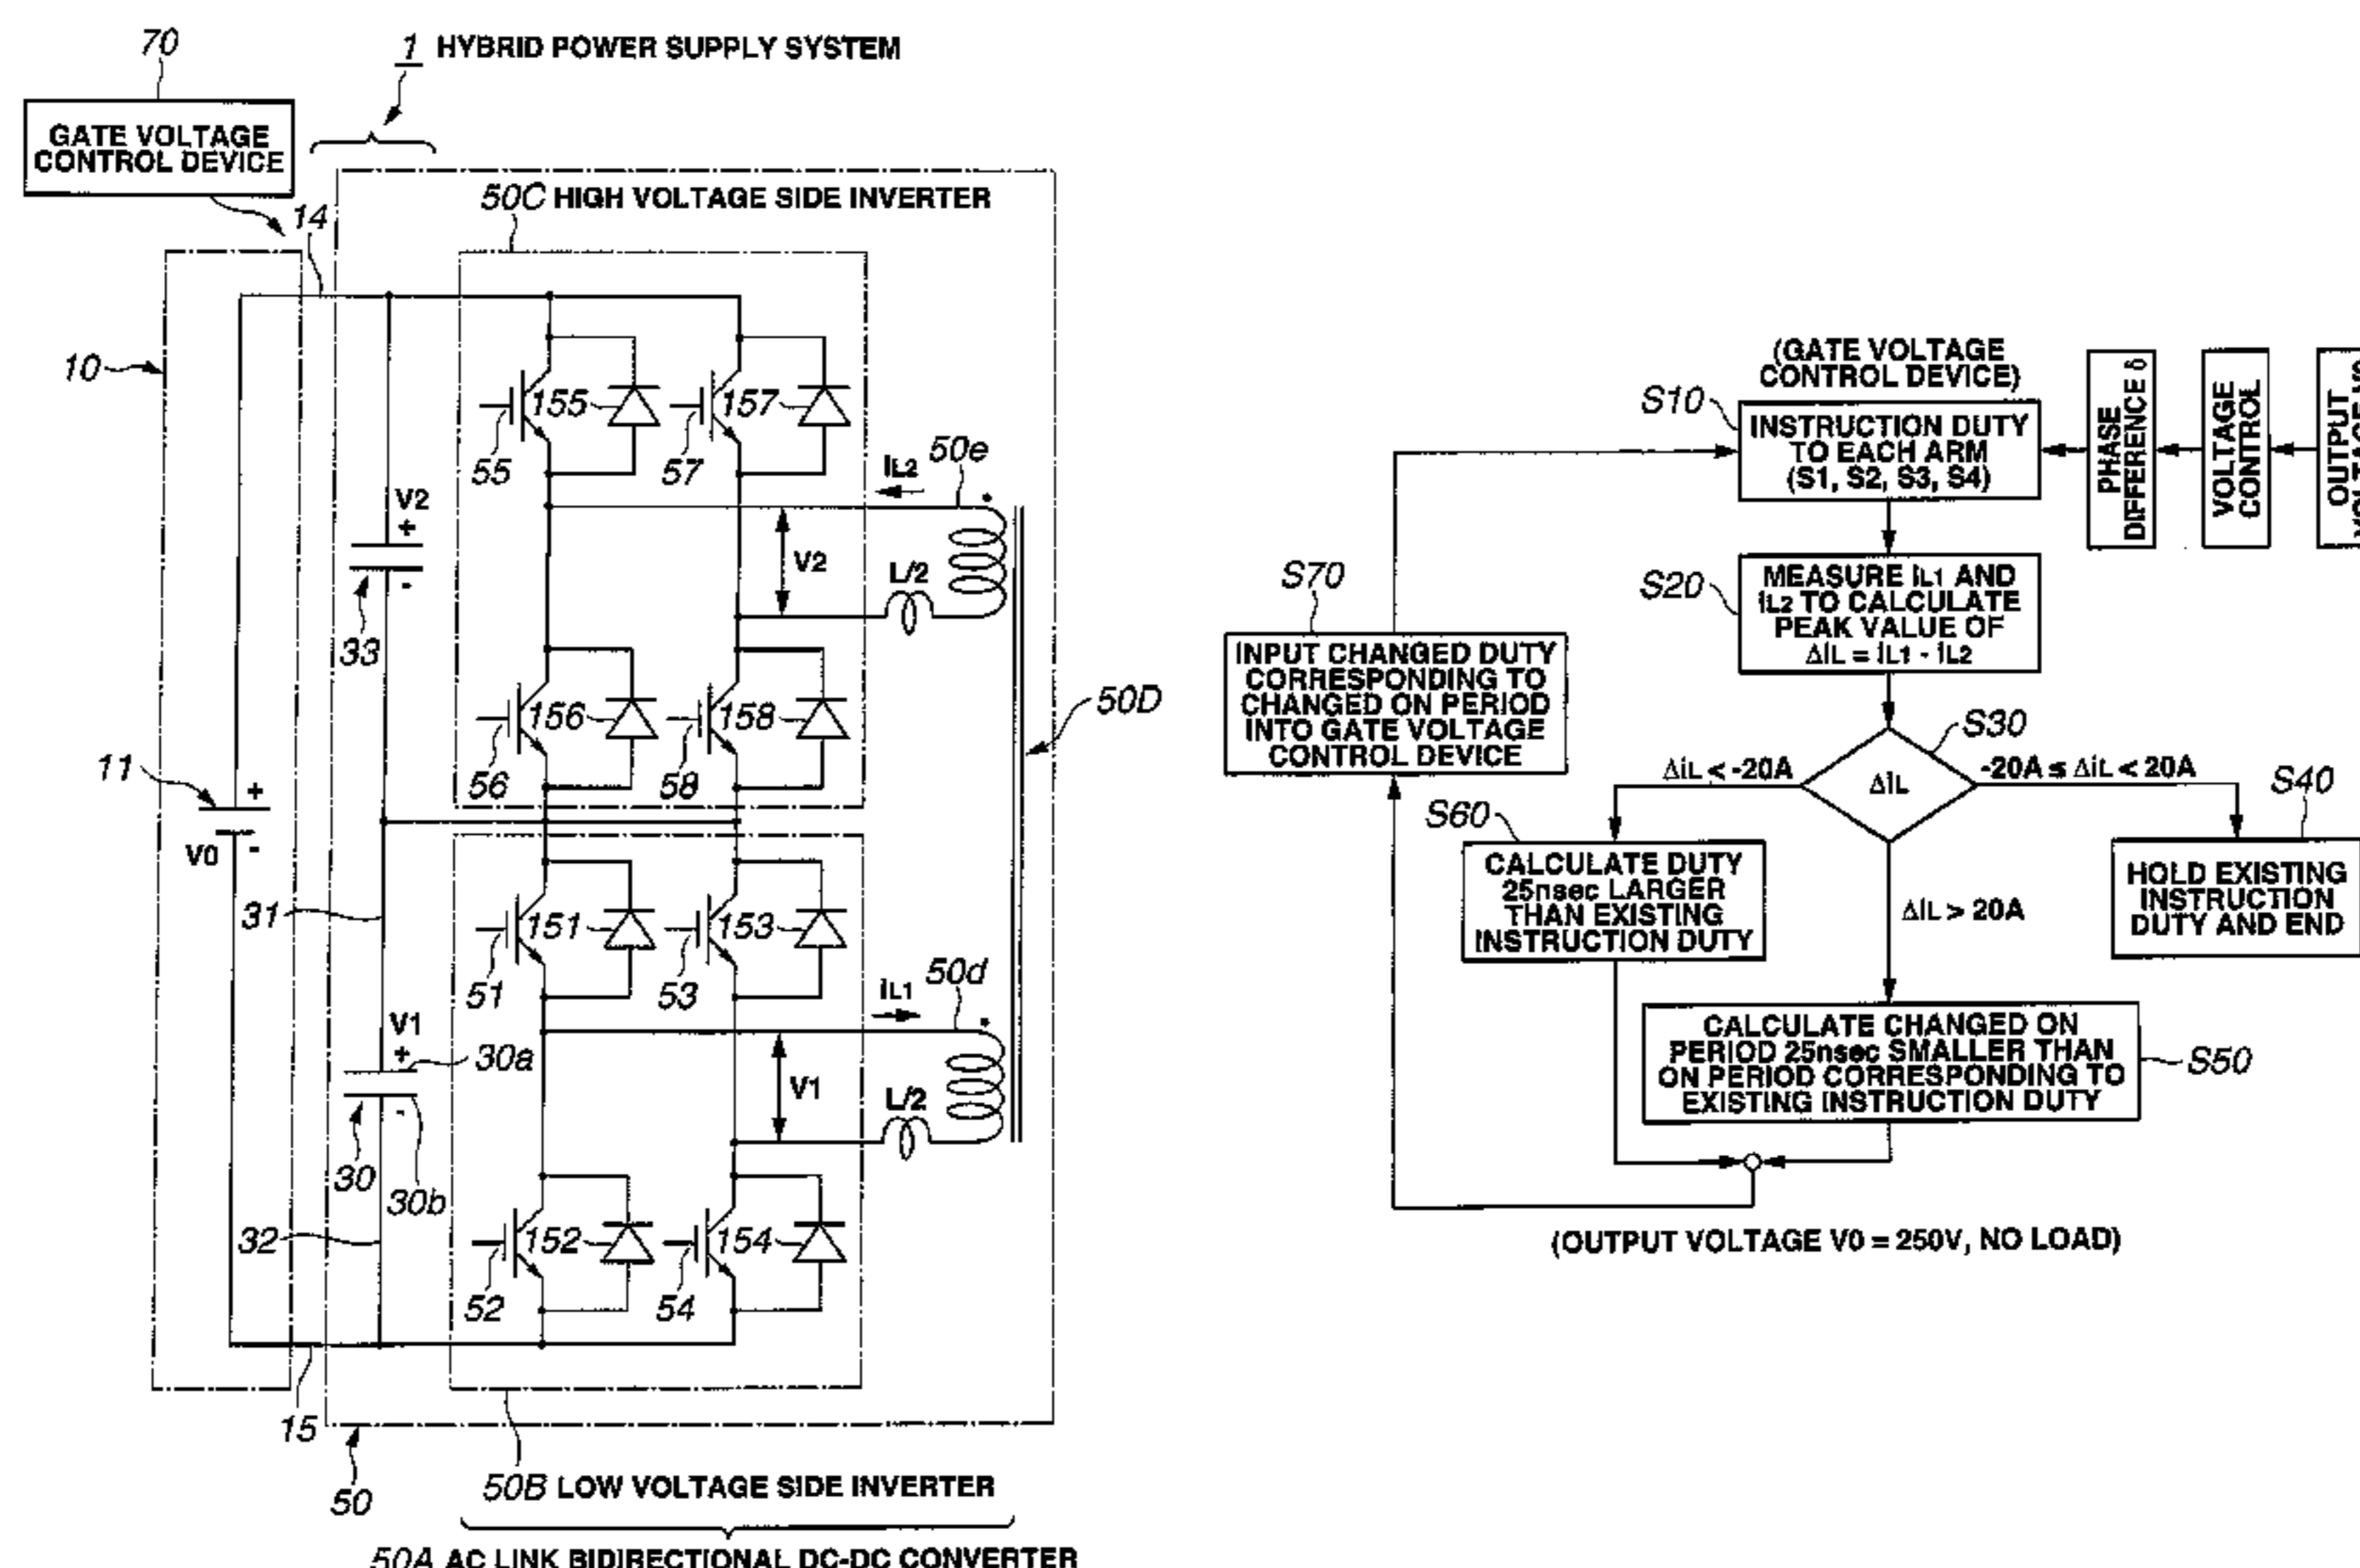 70
1 HYBRID POWER SUPPLY SYSTEM
GATE VOLTAGE
CONTROL DEVICE
14
50C HIGH VOLTAGE SIDE INVERTER
10
155
157
55
57
iL2
50e
V2
+
-
33
V2
L/2
156
158
50D
56
58
11
+
V0
-
31
151
153
51
53
iL1
50d
V1
+
30a
V1
L/2
-
30
30b
32
152
154
52
54
15
50
50B LOW VOLTAGE SIDE INVERTER
50A AC LINK BIDIRECTIONAL DC-DC CONVERTER
(GATE VOLTAGE
CONTROL DEVICE)
S10
INSTRUCTION DUTY
TO EACH ARM
(S1, S2, S3, S4)
PHASE
DIFFERENCE δ
VOLTAGE
CONTROL
OUTPUT
S20
MEASURE iL1 AND
iL2 TO CALCULATE
PEAK VALUE OF
ΔiL = iL1 - iL2
S70
INPUT CHANGED DUTY
CORRESPONDING TO
CHANGED ON PERIOD
INTO GATE VOLTAGE
CONTROL DEVICE
S30
ΔiL < -20A
ΔiL
-20A ≤ ΔiL < 20A
S40
S60
CALCULATE DUTY
25nsec LARGER
THAN EXISTING
INSTRUCTION DUTY
HOLD EXISTING
INSTRUCTION
DUTY AND END
ΔiL > 20A
CALCULATE CHANGED ON
PERIOD 25nsec SMALLER THAN
ON PERIOD CORRESPONDING TO
EXISTING INSTRUCTION DUTY
S50
(OUTPUT VOLTAGE V0 = 250V, NO LOAD)